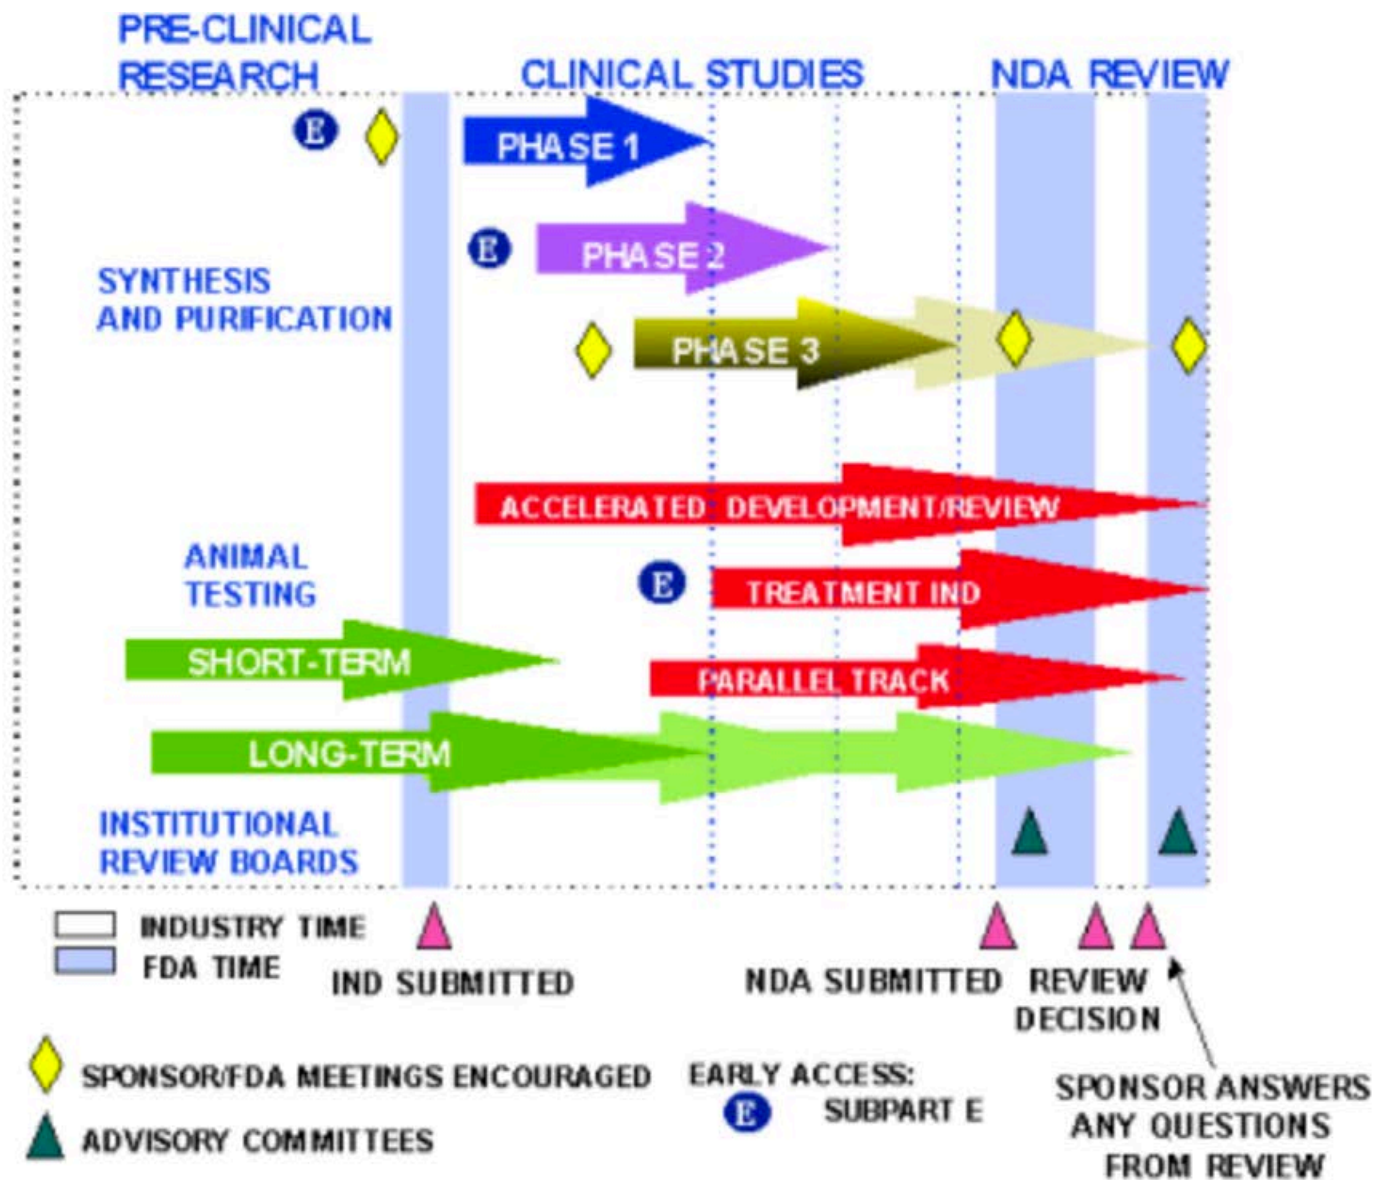 PRE-CLINICAL
RESEARCH
CLINICAL STUDIES
NDA REVIEW
E
PHASE 1
E
PHASE 2
SYNTHESIS
AND PURIFICATION
PHASE 3
ACCELERATED DEVELOPMENT/REVIEW
ANIMAL
TESTING
E
TREATMENT IND
SHORT-TERM
PARALLEL TRACK
LONG-TERM
INSTITUTIONAL
REVIEW BOARDS
INDUSTRY TIME
FDA TIME
IND SUBMITTED
NDA SUBMITTED
REVIEW
DECISION
SPONSOR/FDA MEETINGS ENCOURAGED
ADVISORY COMMITTEES
EARLY ACCESS:
E SUBPART E
SPONSOR ANSWERS
ANY QUESTIONS
FROM REVIEW